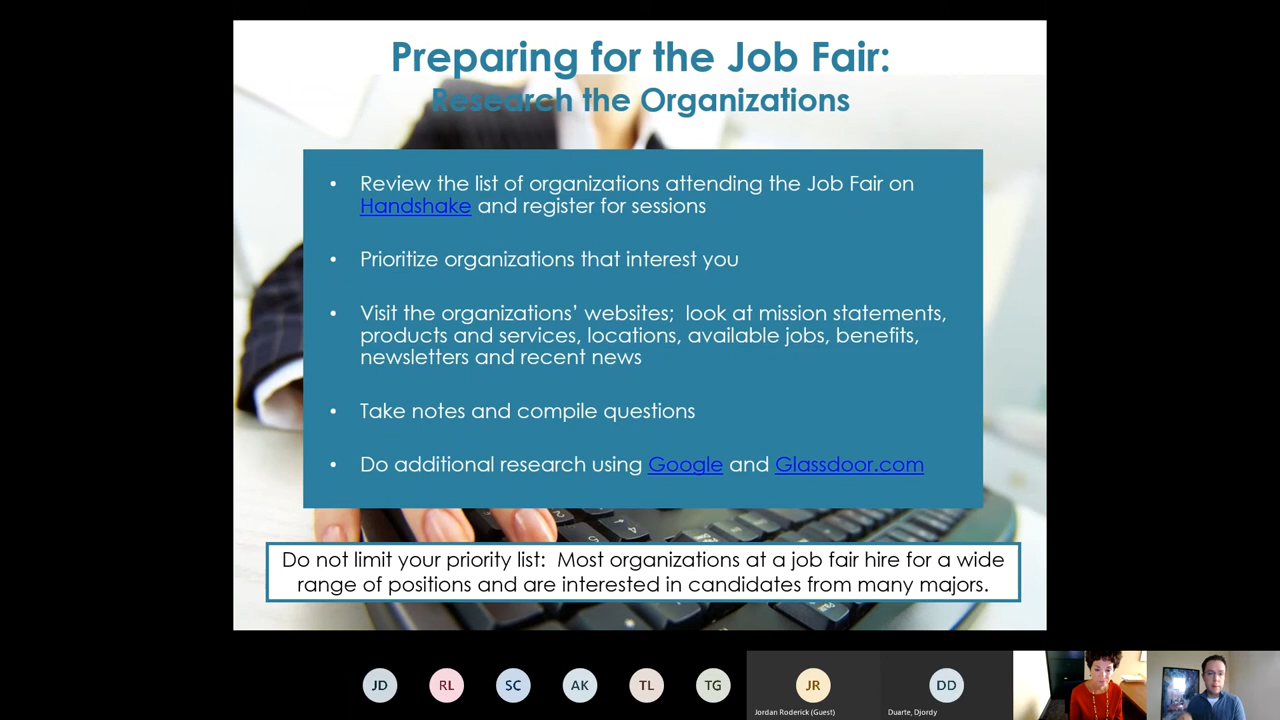 Preparing for the Job Fair:
Research the Organizations
• Review the list of organizations attending the Job Fair on
Handshake and register for sessions
• Prioritize organizations that interest you
• Visit the organizations’ websites;  look at mission statements,
products and services, locations, available jobs, benefits,
newsletters and recent news
• Take notes and compile questions
• Do additional research using Google and Glassdoor.com
Do not limit your priority list:  Most organizations at a job fair hire for a wide
range of positions and are interested in candidates from many majors.
JD RL SC AK TL TG JR DD
Jordan Roderick (Guest) Duarte, Djordy